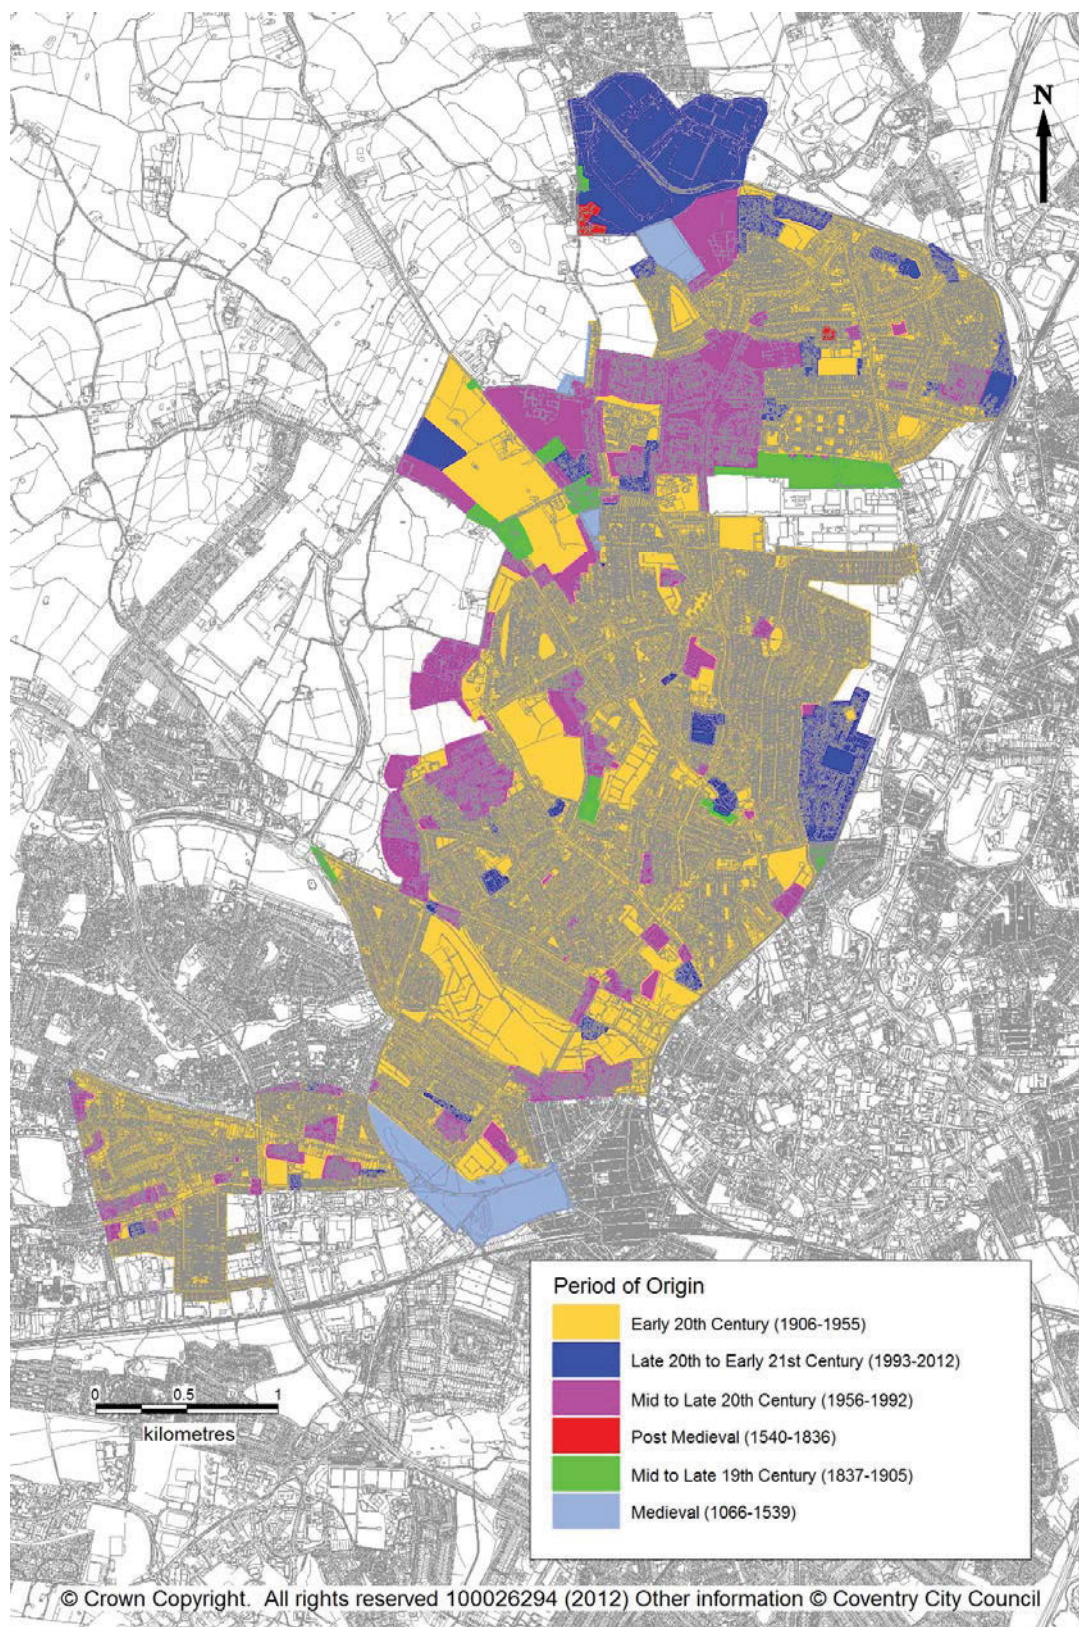 N
Period of Origin
Early 20th Century (1906-1955)
Late 20th to Early 21st Century (1993-2012)
Mid to Late 20th Century (1956-1992)
Post Medieval (1540-1836)
Mid to Late 19th Century (1837-1905)
Medieval (1066-1539)
0 0.5 1
kilometres
© Crown Copyright. All rights reserved 100026294 (2012) Other information © Coventry City Council